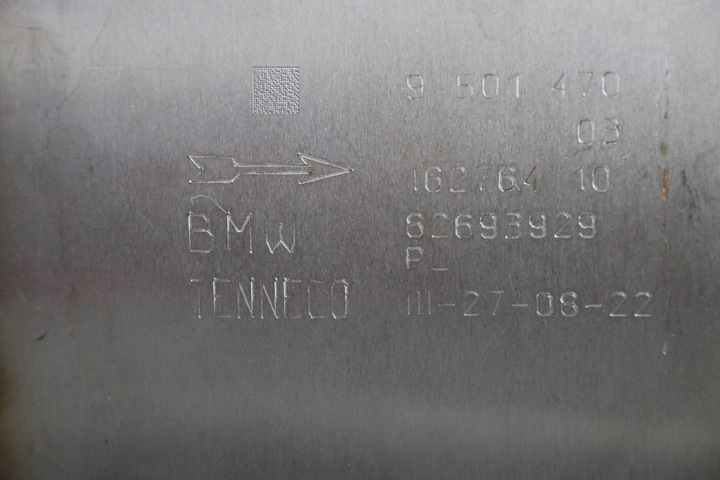 9 501 470
03
162764 10
BMW 82693929
PL
TENNECO III-27-08-22